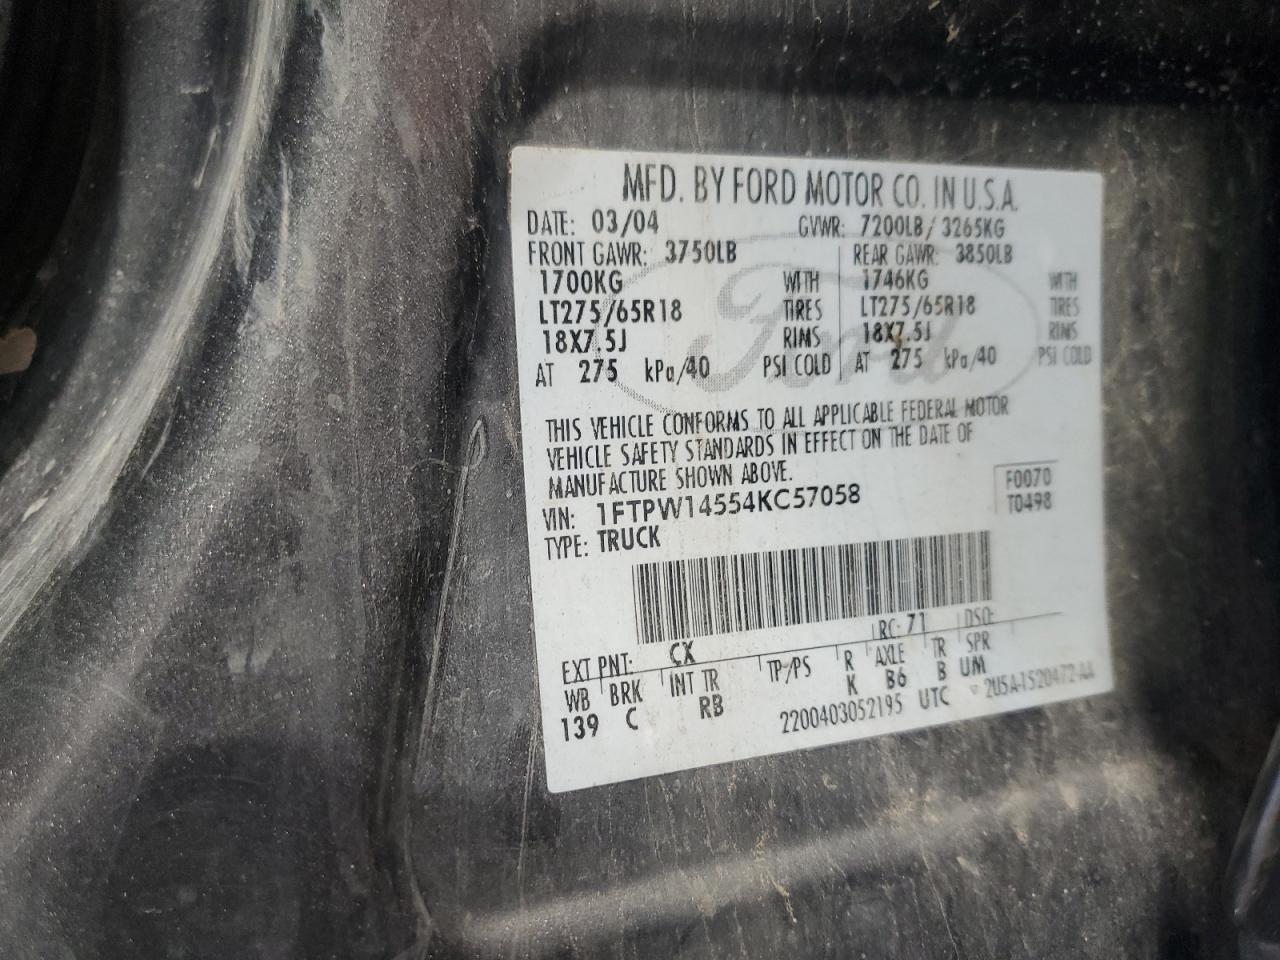 MFD. BY FORD MOTOR CO. IN U.S.A.
DATE: 03/04 GVWR: 7200LB/3265KG
FRONT GAWR: 3750LB REAR GAWR: 3850LB
1700KG WITH 1746KG WITH
LT275/65R18 TIRES LT275/65R18 TIRES
18X7.5J RIMS 18X7.5J RIMS
AT 275 kPa/40 PSI COLD AT 275 kPa/40 PSI COLD
Ford
THIS VEHICLE CONFORMS TO ALL APPLICABLE FEDERAL MOTOR
VEHICLE SAFETY STANDARDS IN EFFECT ON THE DATE OF
MANUFACTURE SHOWN ABOVE.
F0070
VIN: 1FTPW14554KC57058
T0498
TYPE: TRUCK
EXT PNT: CX RC: 71 DSO:
WB BRK INT TR TP/PS R AXLE TR SPR
139 C RB K B6 B UM
2200403052195 UTC 2U5A-1520472-AA